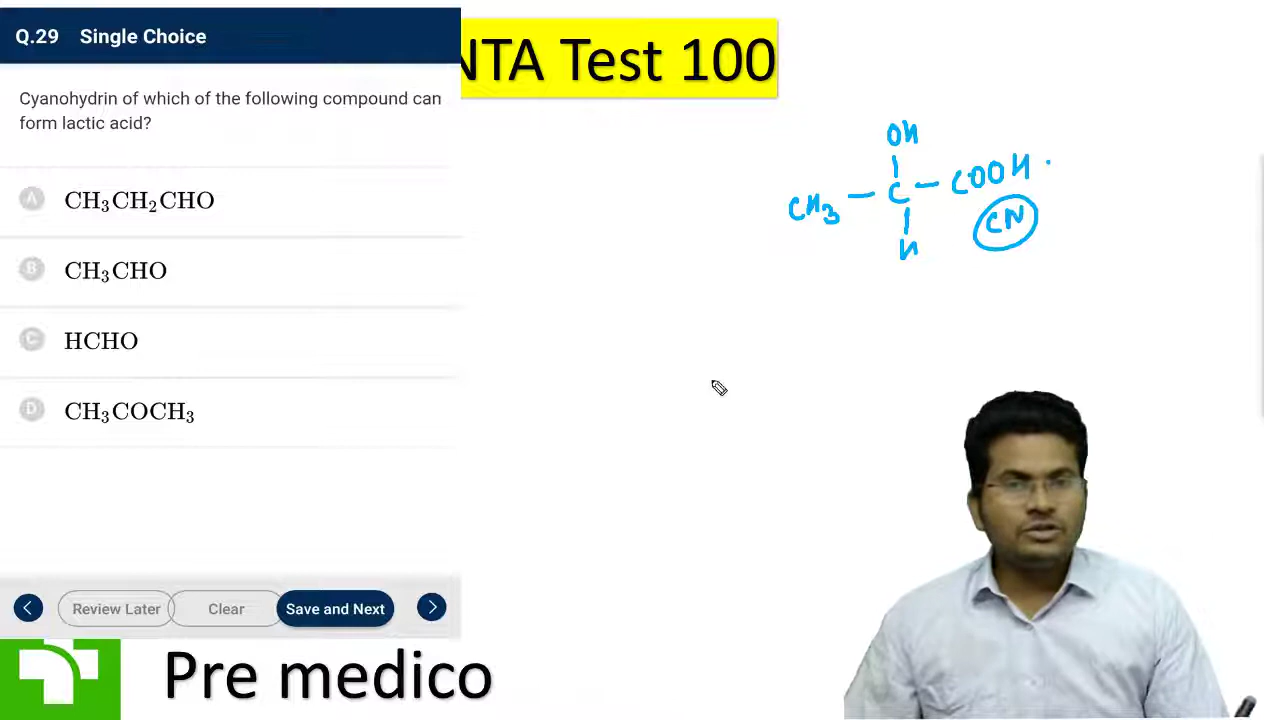 Q.29 Single Choice
NTA Test 100
Cyanohydrin of which of the following compound can
form lactic acid?
A CH₃CH₂CHO
B CH₃CHO
C HCHO
D CH₃COCH₃
OH
CH₃ – C – COOH
CN
H
Review Later Clear Save and Next
Pre medico